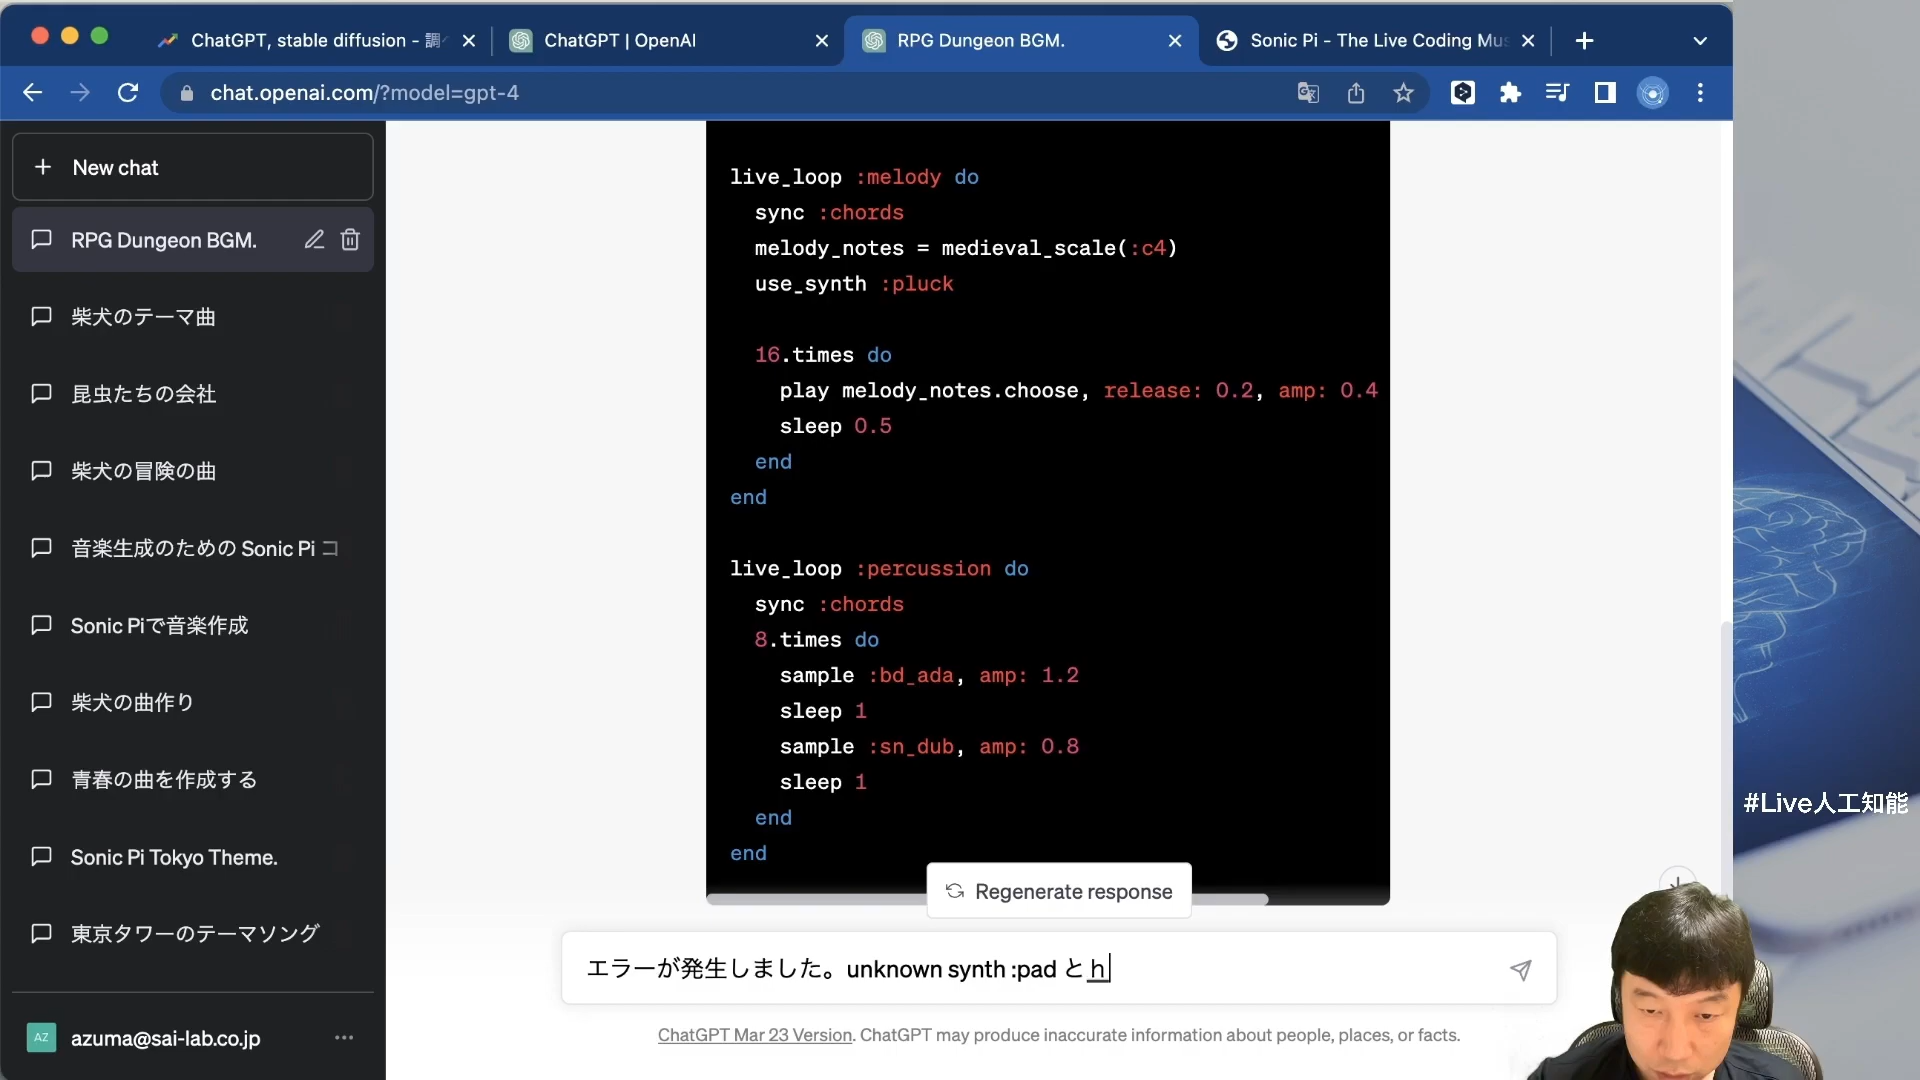 ChatGPT, stable diffusion - 調べ
ChatGPT | OpenAI
RPG Dungeon BGM.
Sonic Pi - The Live Coding Mus
chat.openai.com/?model=gpt-4
New chat
RPG Dungeon BGM.
柴犬のテーマ曲
昆虫たちの会社
柴犬の冒険の曲
音楽生成のための Sonic Pi コ
Sonic Piで音楽作成
柴犬の曲作り
青春の曲を作成する
Sonic Pi Tokyo Theme.
東京タワーのテーマソング
AZ azuma@sai-lab.co.jp
live_loop :melody do
sync :chords
melody_notes = medieval_scale(:c4)
use_synth :pluck
16.times do
play melody_notes.choose, release: 0.2, amp: 0.4
sleep 0.5
end
end
live_loop :percussion do
sync :chords
8.times do
sample :bd_ada, amp: 1.2
sleep 1
sample :sn_dub, amp: 0.8
sleep 1
end
end
Regenerate response
エラーが発生しました。unknown synth :pad とh
ChatGPT Mar 23 Version. ChatGPT may produce inaccurate information about people, places, or facts.
#Live人工知能